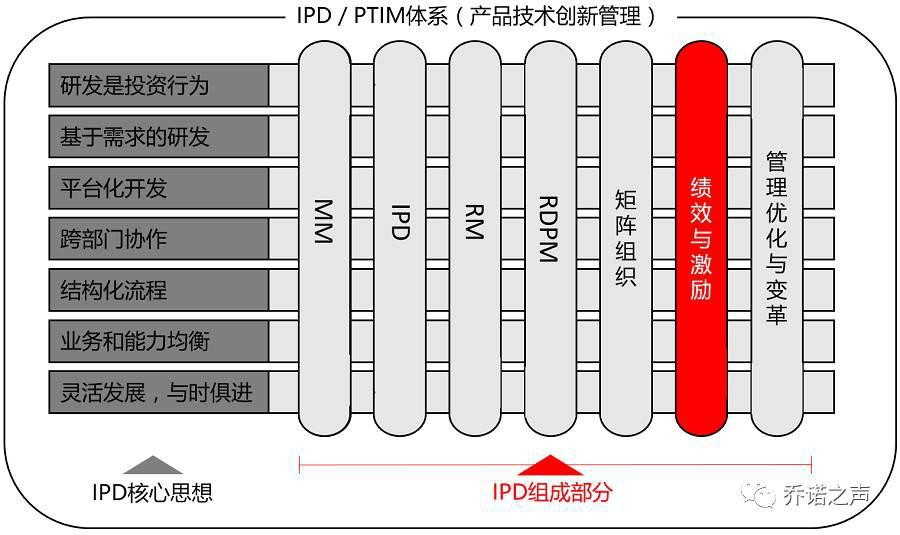 IPD / PTIM体系（产品技术创新管理）
研发是投资行为
基于需求的研发
平台化开发
跨部门协作
结构化流程
业务和能力均衡
灵活发展，与时俱进
MM
IPD
RM
RDPM
矩阵组织
绩效与激励
管理优化与变革
IPD核心思想
IPD组成部分
乔诺之声